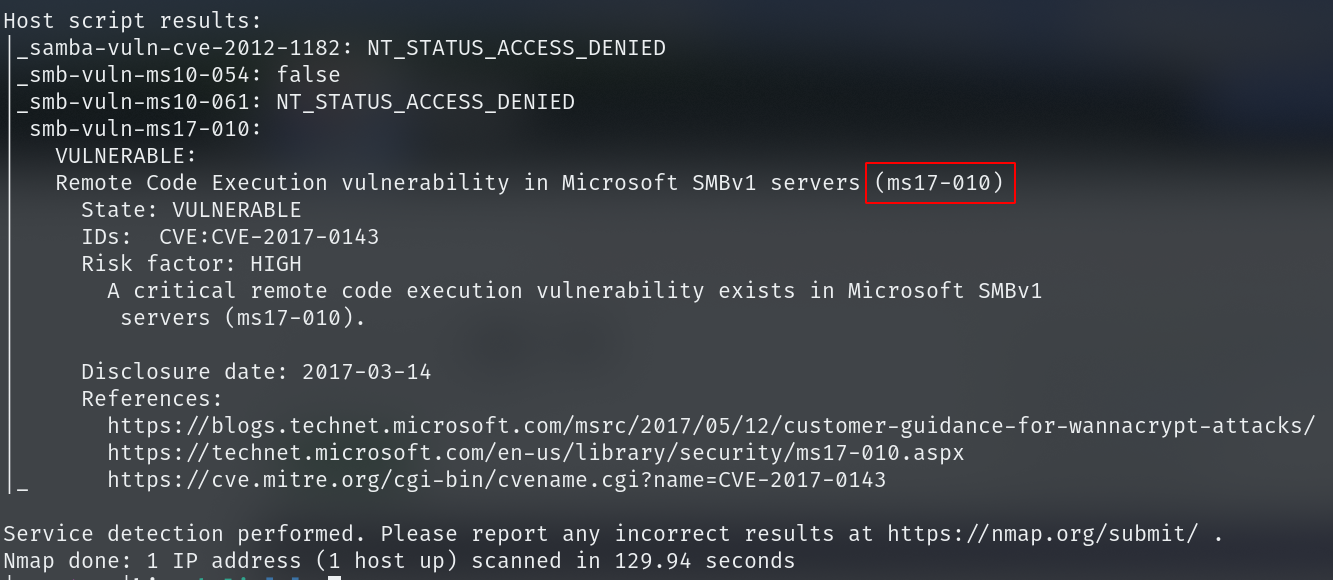 Host script results:
|_samba-vuln-cve-2012-1182: NT_STATUS_ACCESS_DENIED
|_smb-vuln-ms10-054: false
|_smb-vuln-ms10-061: NT_STATUS_ACCESS_DENIED
| smb-vuln-ms17-010:
|   VULNERABLE:
|   Remote Code Execution vulnerability in Microsoft SMBv1 servers (ms17-010)
|     State: VULNERABLE
|     IDs:  CVE:CVE-2017-0143
|     Risk factor: HIGH
|       A critical remote code execution vulnerability exists in Microsoft SMBv1
|        servers (ms17-010).
|
|     Disclosure date: 2017-03-14
|     References:
|       https://blogs.technet.microsoft.com/msrc/2017/05/12/customer-guidance-for-wannacrypt-attacks/
|       https://technet.microsoft.com/en-us/library/security/ms17-010.aspx
|_      https://cve.mitre.org/cgi-bin/cvename.cgi?name=CVE-2017-0143
Service detection performed. Please report any incorrect results at https://nmap.org/submit/ .
Nmap done: 1 IP address (1 host up) scanned in 129.94 seconds